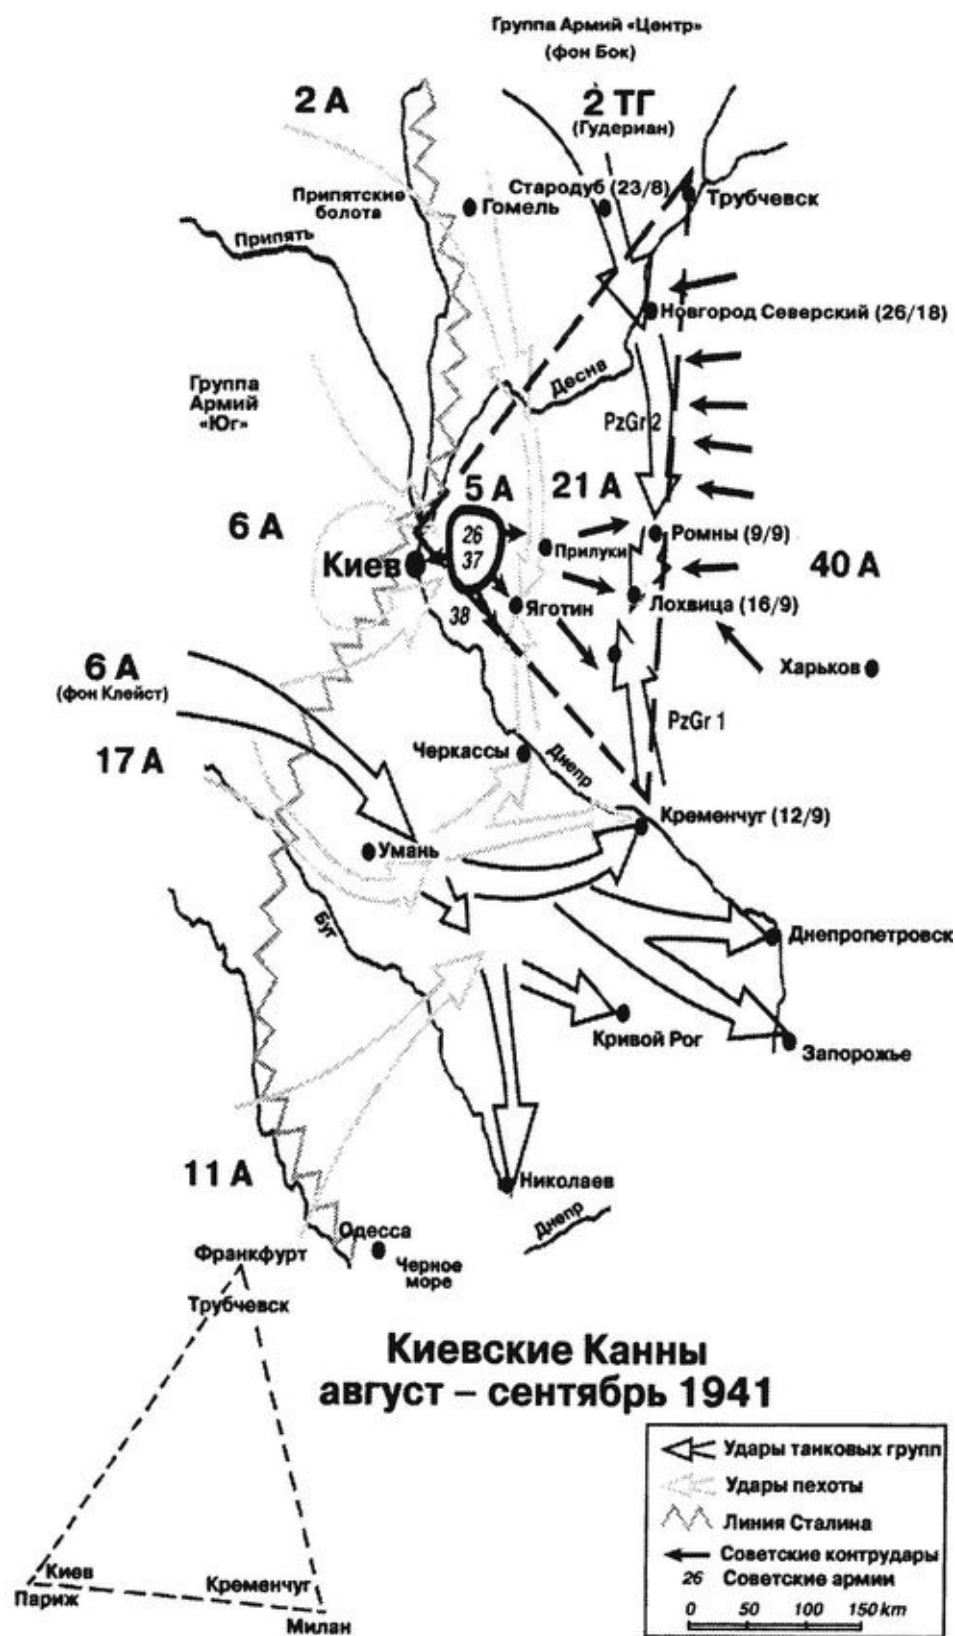 Группа Армий «Центр»
(фон Бок)
2 А
2 ТГ
(Гудериан)
Стародуб (23/8)
Трубчевск
Припятские
болота
Гомель
Припять
Новгород Северский (26/18)
Десна
Группа
Армий
«Юг»
PzGr 2
5 А
21 А
6 А
26
37
Прилуки
Ромны (9/9)
Киев
40 А
38
Яготин
Лохвица (16/9)
6 А
(фон Клейст)
Харьков
PzGr 1
17 А
Черкассы
Днепр
Кременчуг (12/9)
Умань
Буг
Днепропетровск
Кривой Рог
Запорожье
11 А
Николаев
Днепр
Одесса
Черное
море
Франкфурт
Трубчевск
Киевские Канны
август – сентябрь 1941
Удары танковых групп
Удары пехоты
Линия Сталина
Советские контрудары
26 Советские армии
0 50 100 150 km
Киев
Париж
Кременчуг
Милан